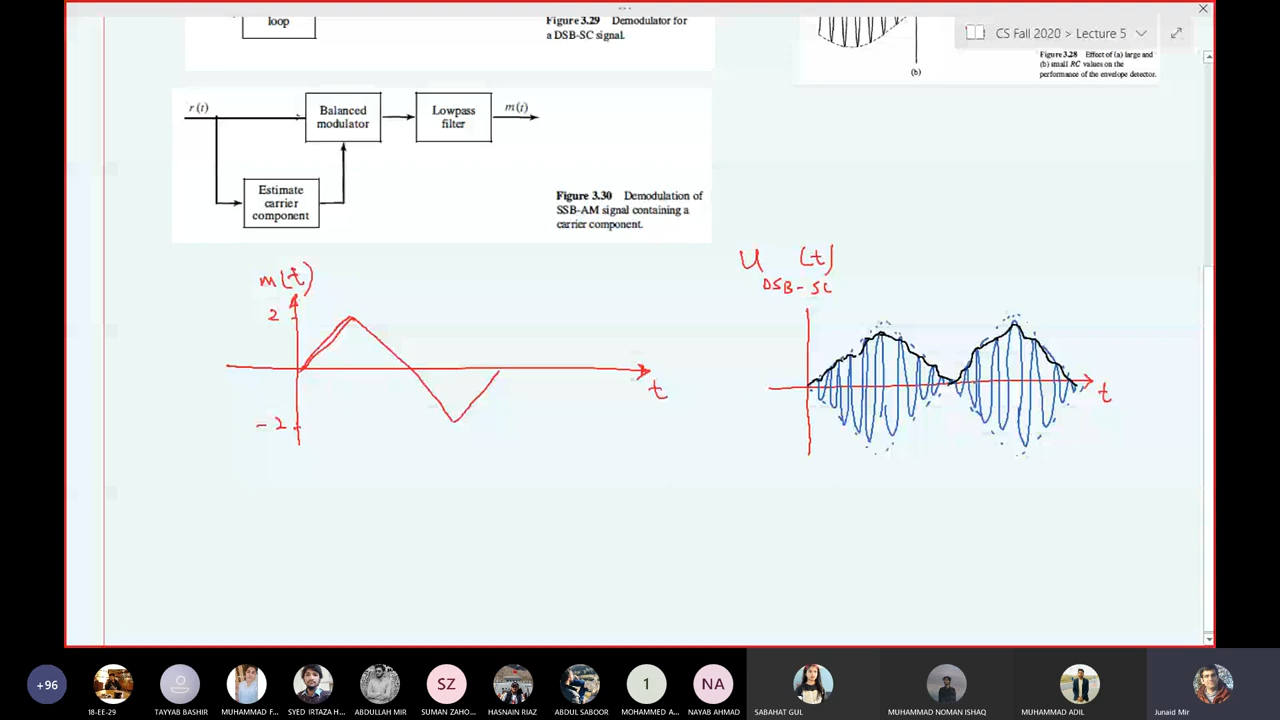 loop
Figure 3.29 Demodulator for
a DSB-SC signal.
CS Fall 2020 > Lecture 5
(b)
Figure 3.28 Effect of (a) large and
(b) small RC values on the
performance of the envelope detector.
r(t)
Balanced
modulator
Lowpass
filter
m(t)
Estimate
carrier
component
Figure 3.30 Demodulation of
SSB-AM signal containing a
carrier component.
m(t)
2
-2
t
U (t)
DSB-SC
t
+96
18-EE-29
TAYYAB BASHIR
MUHAMMAD F...
SYED IRTAZA H...
ABDULLAH MIR
SZ
SUMAN ZAHO...
HASNAIN RIAZ
ABDUL SABOOR
1
MOHAMMED A...
NA
NAYAB AHMAD
SABAHAT GUL
MUHAMMAD NOMAN ISHAQ
MUHAMMAD ADIL
Junaid Mir